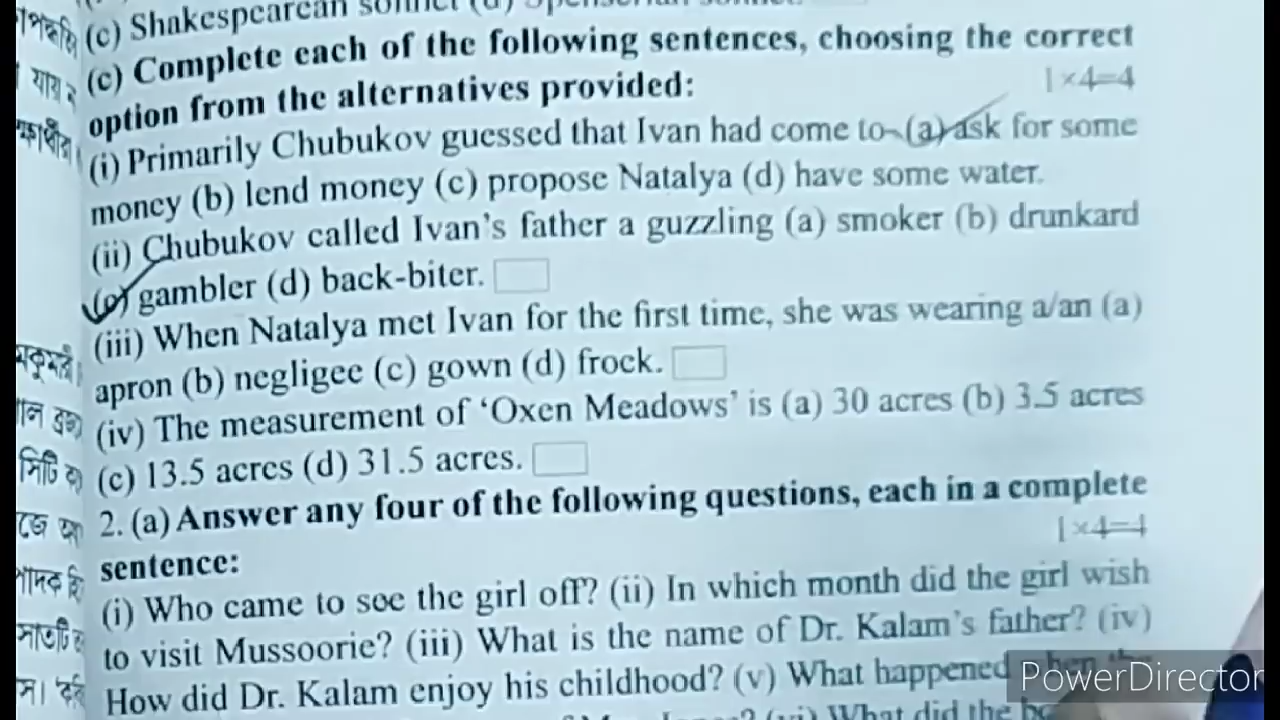 (c) Shakespearean sonnet (d) Spenserian sonnet
(c) Complete each of the following sentences, choosing the correct
option from the alternatives provided: 1×4=4
(i) Primarily Chubukov guessed that Ivan had come to (a) ask for some
money (b) lend money (c) propose Natalya (d) have some water.
(ii) Chubukov called Ivan's father a guzzling (a) smoker (b) drunkard
(c) gambler (d) back-biter.
(iii) When Natalya met Ivan for the first time, she was wearing a/an (a)
apron (b) negligee (c) gown (d) frock.
(iv) The measurement of 'Oxen Meadows' is (a) 30 acres (b) 3.5 acres
(c) 13.5 acres (d) 31.5 acres.
2. (a) Answer any four of the following questions, each in a complete
sentence: 1×4=4
(i) Who came to see the girl off? (ii) In which month did the girl wish
to visit Mussoorie? (iii) What is the name of Dr. Kalam's father? (iv)
How did Dr. Kalam enjoy his childhood? (v) What happened
(vi) What did the
PowerDirector